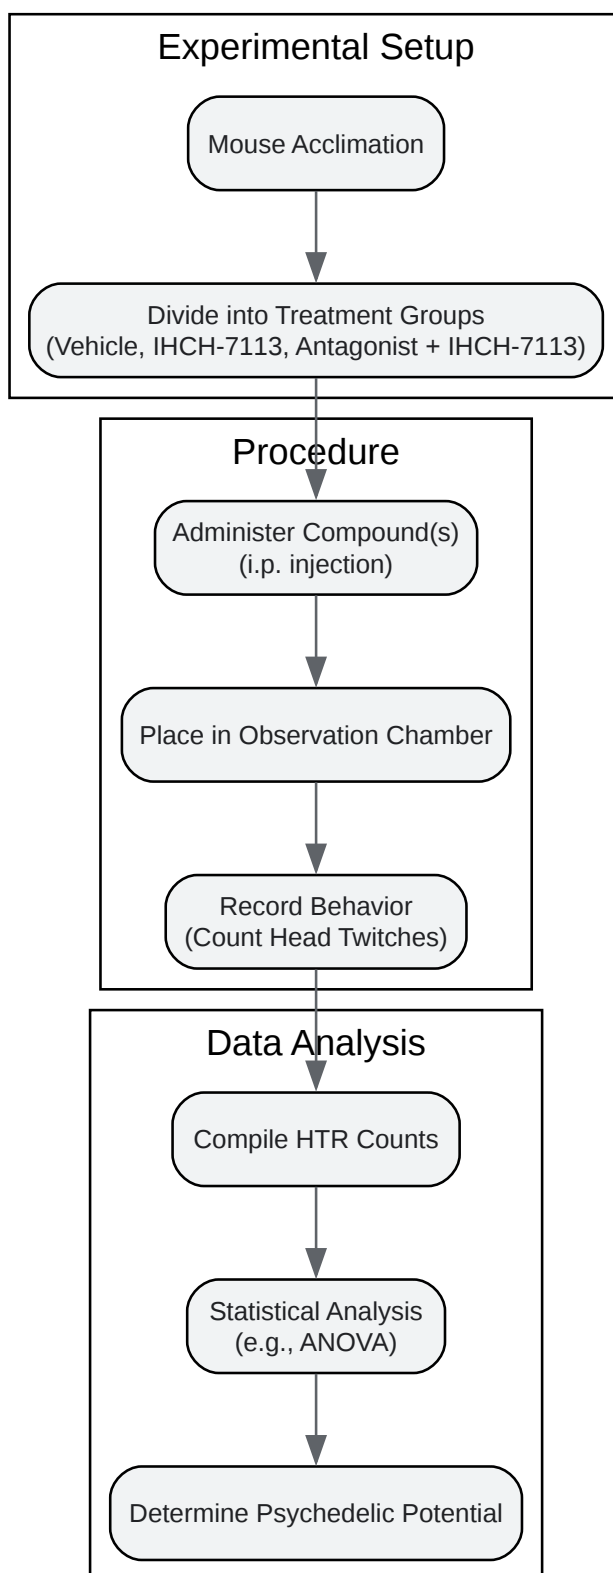 Experimental Setup
Mouse Acclimation
Divide into Treatment Groups
(Vehicle, IHCH-7113, Antagonist + IHCH-7113)
Procedure
Administer Compound(s)
(i.p. injection)
Place in Observation Chamber
Record Behavior
(Count Head Twitches)
Data Analysis
Compile HTR Counts
Statistical Analysis
(e.g., ANOVA)
Determine Psychedelic Potential